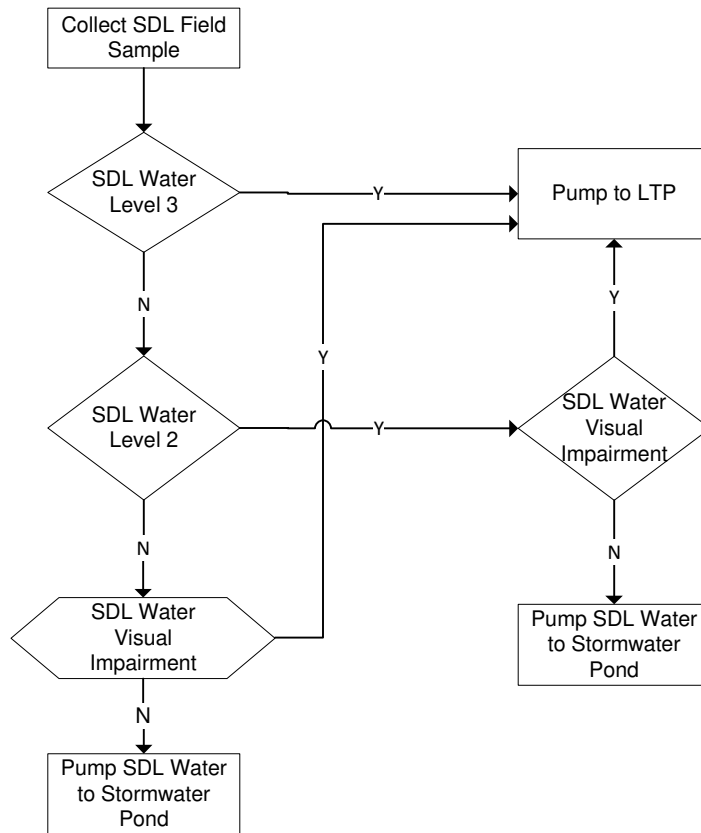 Collect SDL Field
Sample
SDL Water
Level 3
Y
Pump to LTP
N
Y
Y
SDL Water
Level 2
Y
SDL Water
Visual
Impairment
N
N
SDL Water
Visual
Impairment
Pump SDL Water
to Stormwater
Pond
N
Pump SDL Water
to Stormwater
Pond